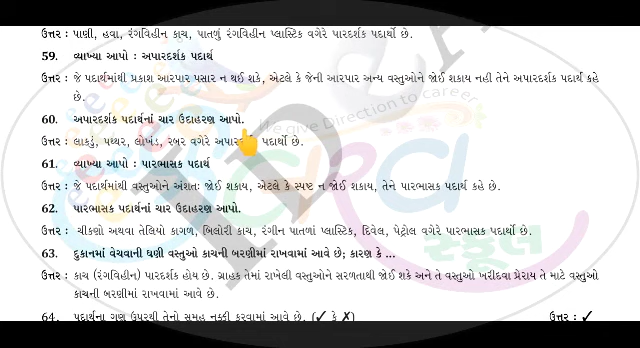 ઉત્તર : પાણી, હવા, રંગવિહીન કાચ, પાતળું રંગવિહીન પ્લાસ્ટિક વગેરે પારદર્શક પદાર્થો છે.
59. વ્યાખ્યા આપો : અપારદર્શક પદાર્થ
ઉત્તર : જે પદાર્થમાંથી પ્રકાશ આરપાર પસાર ન થઈ શકે, એટલે કે જેની આરપાર અન્ય વસ્તુઓને જોઈ શકાય નહી તેને અપારદર્શક પદાર્થ કહે
છે.
60. અપારદર્શક પદાર્થનાં ચાર ઉદાહરણ આપો.
We give Direction to career
ઉત્તર : લાકડું, પથ્થર, લોખંડ, રબર વગેરે પદાર્થો છે.
61. વ્યાખ્યા આપો : પારભાસક પદાર્થ
ઉત્તર : જે પદાર્થમાંથી વસ્તુઓને અંશતઃ જોઈ શકાય, એટલે કે સ્પષ્ટ ન જોઈ શકાય, તેને પારભાસક પદાર્થ કહે છે.
62. પારભાસક પદાર્થનાં ચાર ઉદાહરણ આપો.
ઉત્તર : ચીકણો અથવા તેલિયો કાગળ, બિલોરી કાચ, રંગીન પાતળાં પ્લાસ્ટિક, દિવેલ, પેટ્રોલ વગેરે પારભાસક પદાર્થો છે.
સ્કૂલ
63. દુકાનમાં વેચવાની ઘણી વસ્તુઓ કાચની બરણીમાં રાખવામાં આવે છે; કારણ કે ...
ઉત્તર : કાચ (રંગવિહીન) પારદર્શક હોય છે. ગ્રાહક તેમાં રાખેલી વસ્તુઓને સરળતાથી જોઈ શકે અને તે વસ્તુઓ ખરીદવા પ્રેરાય તે માટે વસ્તુઓ
કાચની બરણીમાં રાખવામાં આવે છે.
64. પદાર્થના ગુણ ઉપરથી તેનો સમૂહ નક્કી કરવામાં આવે છે. (✓ કે ✗) ઉત્તર : ✓